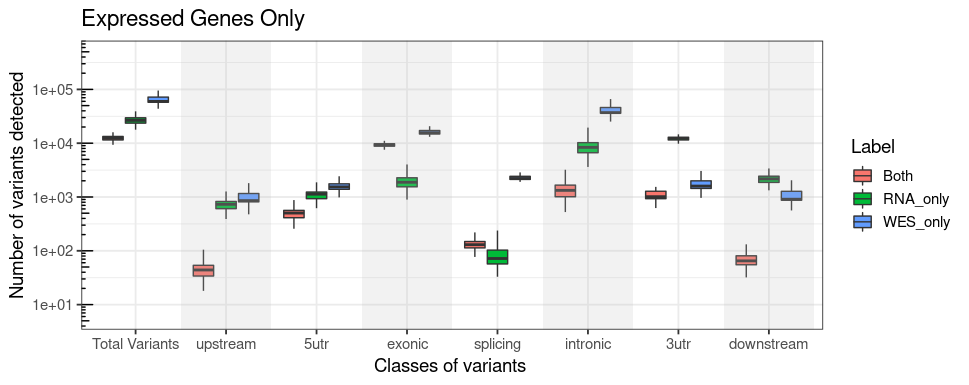 Expressed Genes Only
Number of variants detected
1e+05
1e+04
1e+03
1e+02
1e+01
Total Variants upstream 5utr exonic splicing intronic 3utr downstream
Classes of variants
Label
Both
RNA_only
WES_only